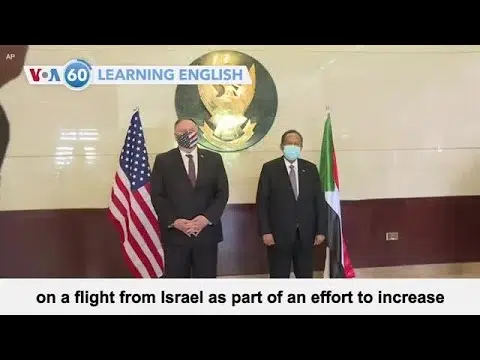 AP
VOA 60 LEARNING ENGLISH
on a flight from Israel as part of an effort to increase